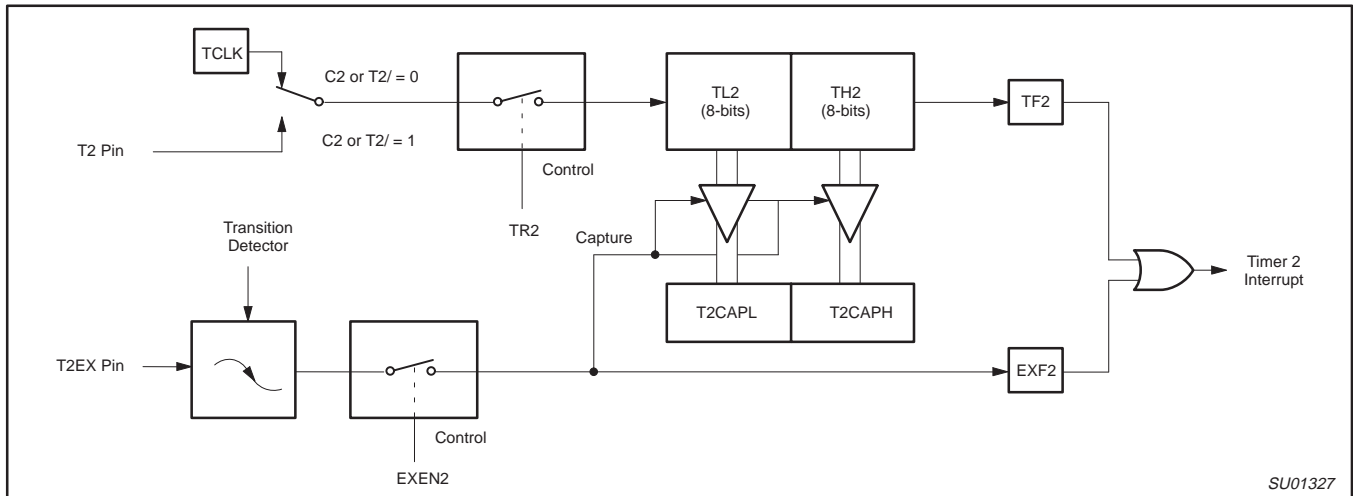 TCLK
C2 or T2/ = 0
C2 or T2/ = 1
T2 Pin
Control
TR2
TL2
(8-bits)
TH2
(8-bits)
TF2
Capture
Transition
Detector
T2CAPL
T2CAPH
Timer 2
Interrupt
T2EX Pin
Control
EXEN2
EXF2
SU01327